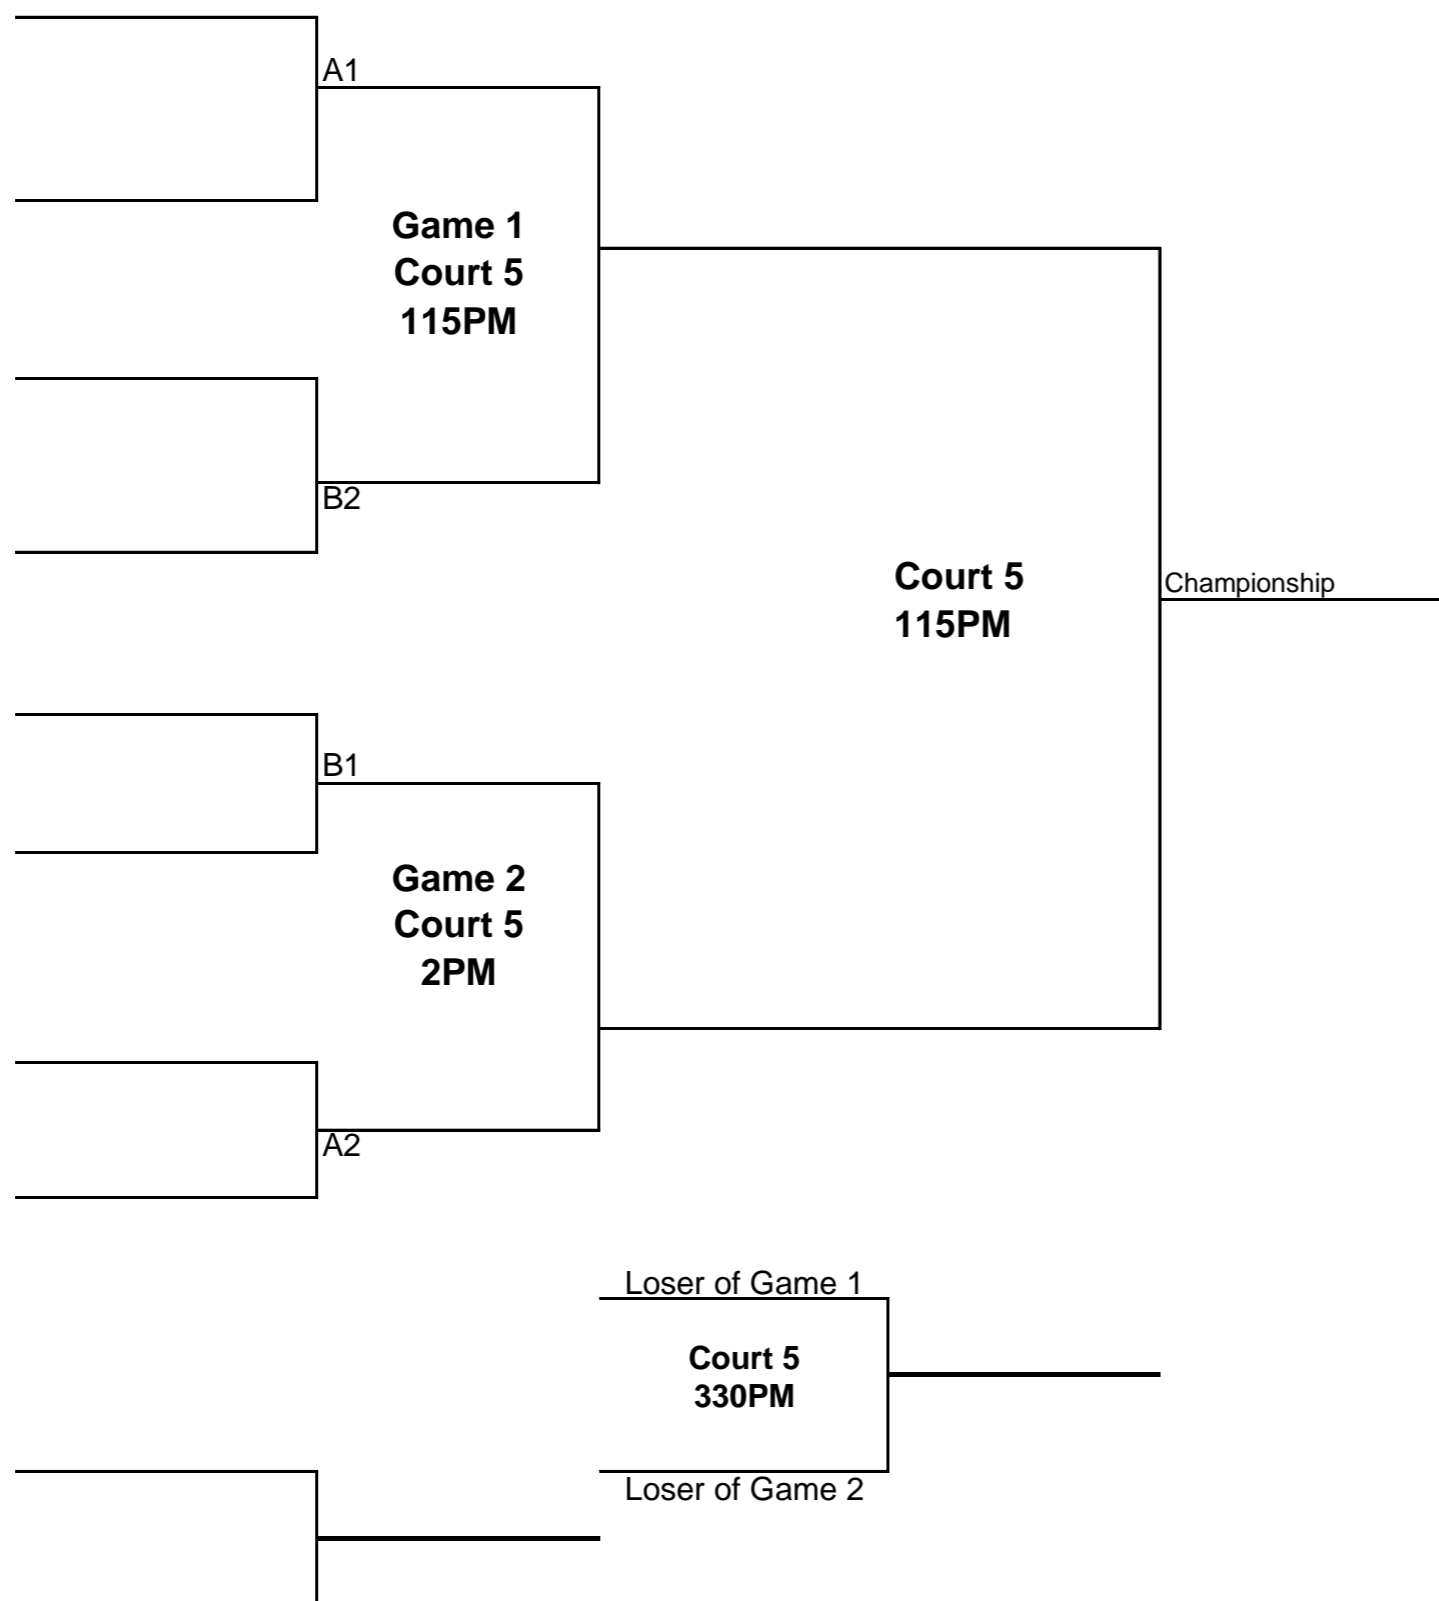 A1
Game 1
Court 5
115PM
B2
Court 5
115PM
Championship
B1
Game 2
Court 5
2PM
A2
Loser of Game 1
Court 5
330PM
Loser of Game 2